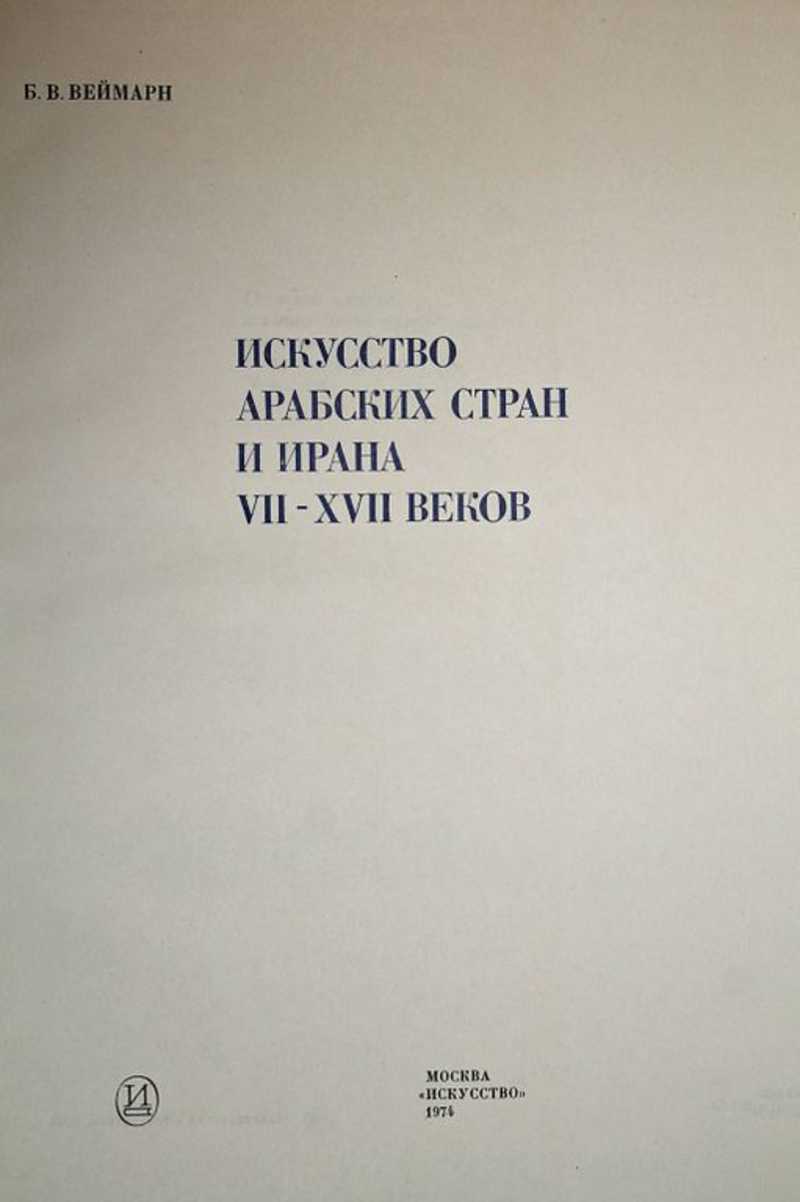 Б. В. ВЕЙМАРН
ИСКУССТВО
АРАБСКИХ СТРАН
И ИРАНА
VII - XVII ВЕКОВ
И
МОСКВА
«ИСКУССТВО»
1974